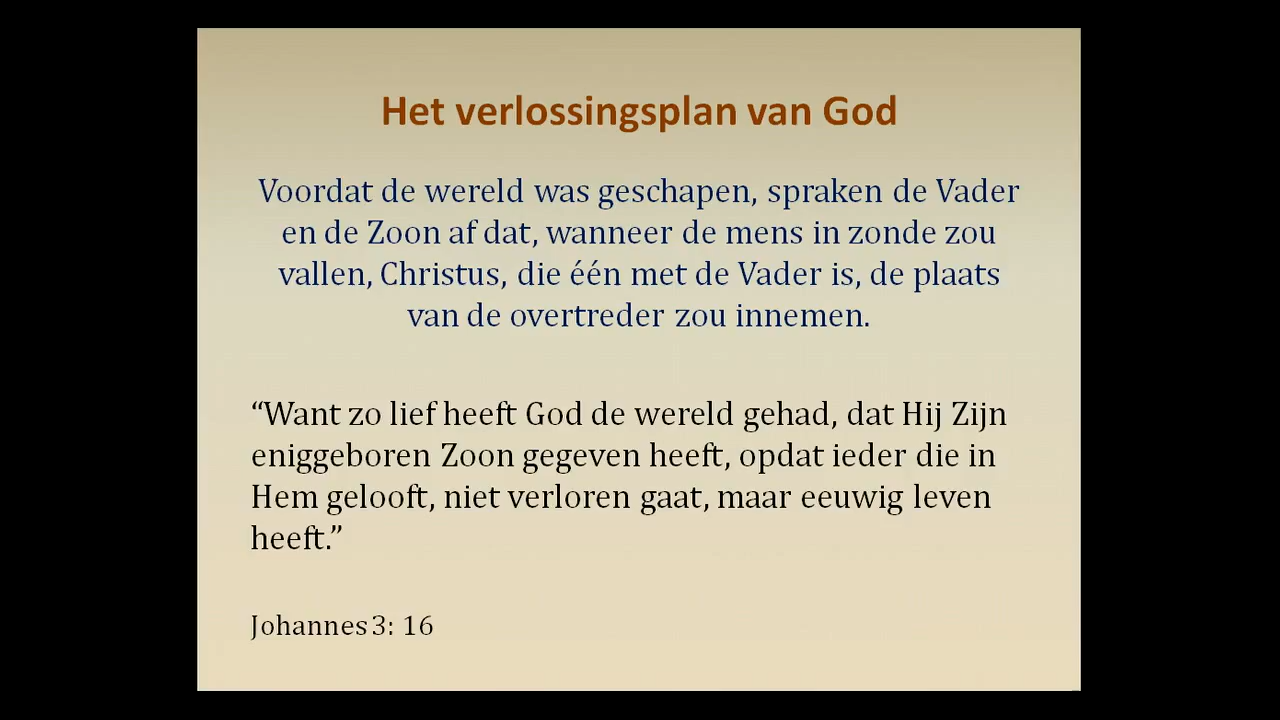 Het verlossingsplan van God
Voordat de wereld was geschapen, spraken de Vader
en de Zoon af dat, wanneer de mens in zonde zou
vallen, Christus, die één met de Vader is, de plaats
van de overtreder zou innemen.
“Want zo lief heeft God de wereld gehad, dat Hij Zijn
eniggeboren Zoon gegeven heeft, opdat ieder die in
Hem gelooft, niet verloren gaat, maar eeuwig leven
heeft.”
Johannes 3: 16